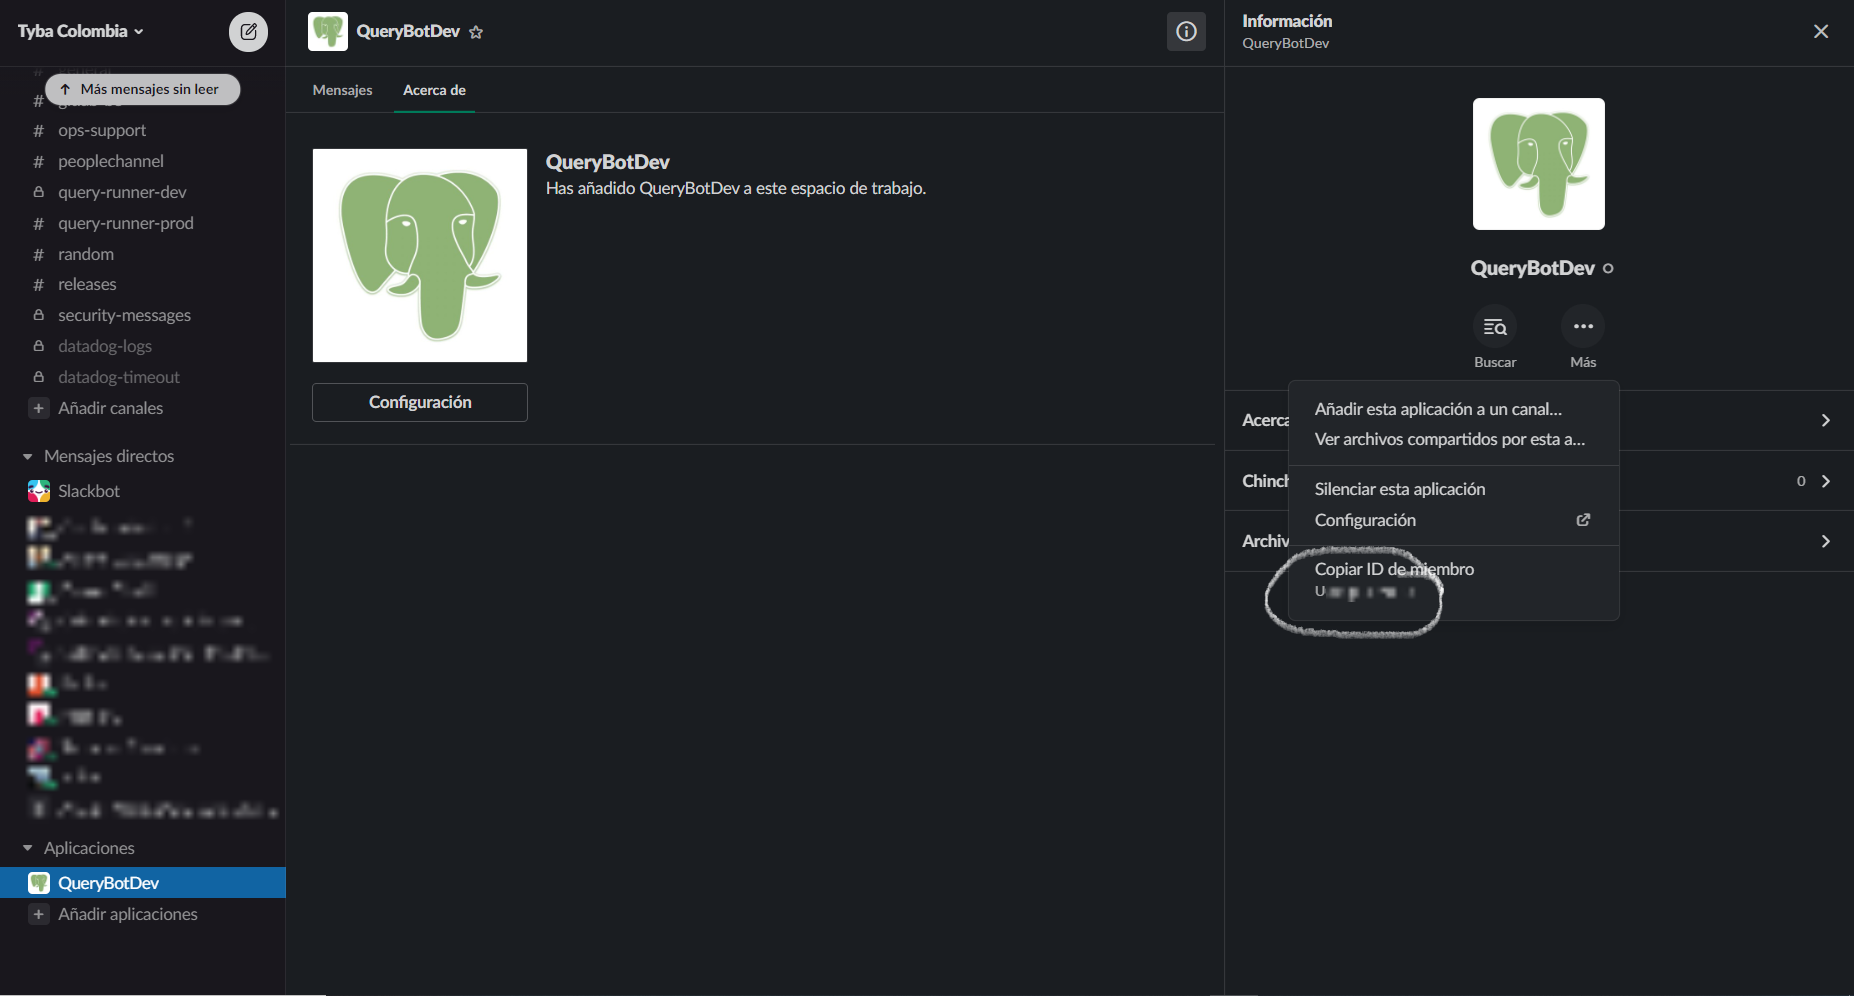 Tyba Colombia
Más mensajes sin leer
# ops-support
# peoplechannel
query-runner-dev
# query-runner-prod
# random
# releases
security-messages
datadog-logs
datadog-timeout
+ Añadir canales
Mensajes directos
Slackbot
Aplicaciones
QueryBotDev
+ Añadir aplicaciones
QueryBotDev
Mensajes Acerca de
QueryBotDev
Has añadido QueryBotDev a este espacio de trabajo.
Configuración
Información
QueryBotDev
QueryBotDev
Buscar Más
Acerca
Chinch 0
Archiv
Añadir esta aplicación a un canal...
Ver archivos compartidos por esta a...
Silenciar esta aplicación
Configuración
Copiar ID de miembro